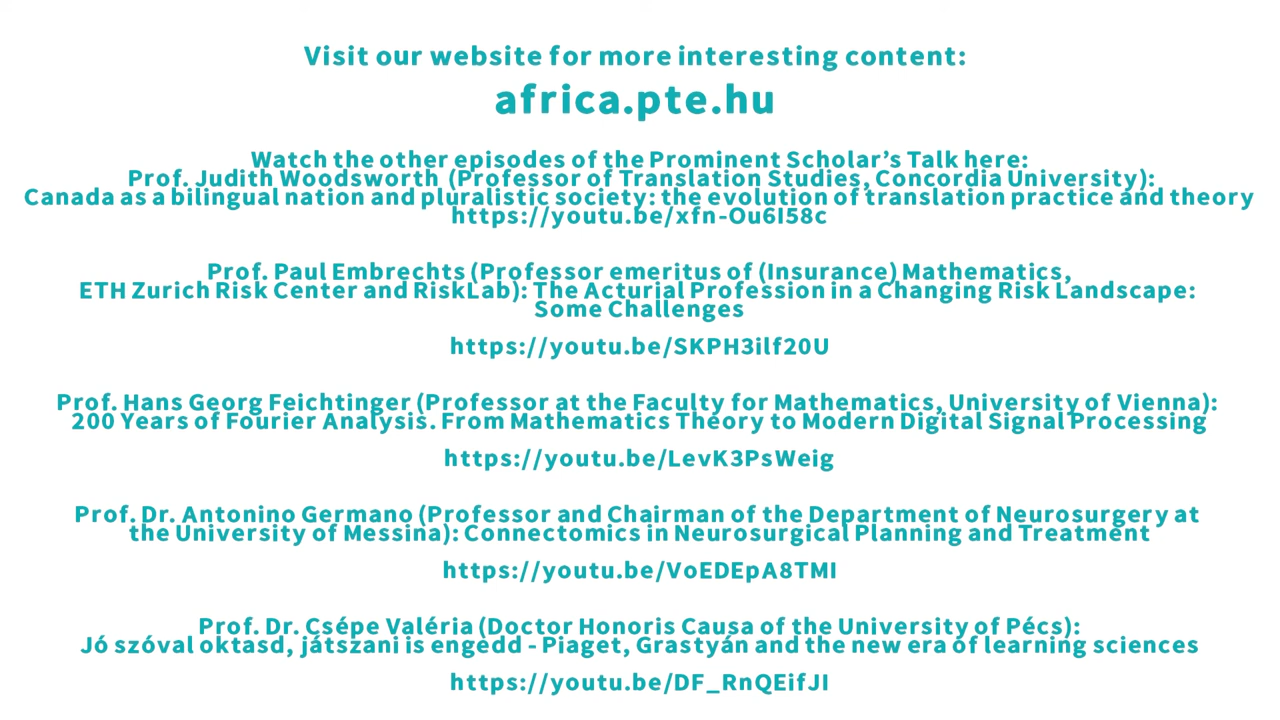 Visit our website for more interesting content:
africa.pte.hu
Watch the other episodes of the Prominent Scholar's Talk here:
Prof. Judith Woodsworth (Professor of Translation Studies, Concordia University):
Canada as a bilingual nation and pluralistic society: the evolution of translation practice and theory
https://youtu.be/xfn-Ou6I58c
Prof. Paul Embrechts (Professor emeritus of (Insurance) Mathematics,
ETH Zurich Risk Center and RiskLab): The Acturial Profession in a Changing Risk Landscape:
Some Challenges
https://youtu.be/SKPH3ilf20U
Prof. Hans Georg Feichtinger (Professor at the Faculty for Mathematics, University of Vienna):
200 Years of Fourier Analysis. From Mathematics Theory to Modern Digital Signal Processing
https://youtu.be/LevK3PsWeig
Prof. Dr. Antonino Germano (Professor and Chairman of the Department of Neurosurgery at
the University of Messina): Connectomics in Neurosurgical Planning and Treatment
https://youtu.be/VoEDEpA8TMI
Prof. Dr. Csépe Valéria (Doctor Honoris Causa of the University of Pécs):
Jó szóval oktasd, játszani is engedd - Piaget, Grastyán and the new era of learning sciences
https://youtu.be/DF_RnQEifJI